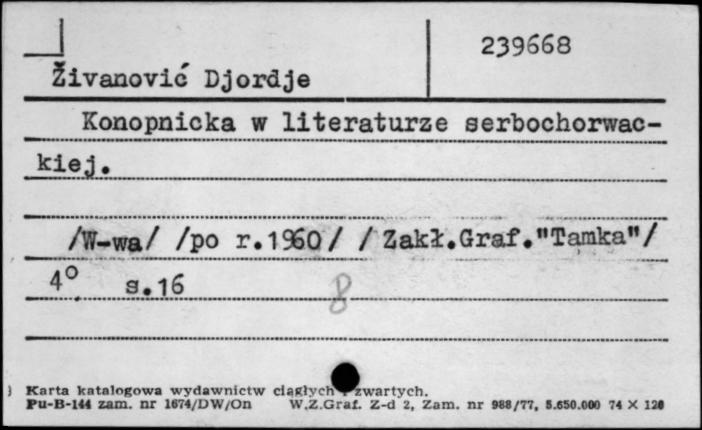 239668
Živanović Djordje
Konopnicka w literaturze serbochorwac-
kiej.
/W-wa/ /po r.1960/ /Zakł.Graf."Tamka"/
4° s.16
8
Karta katalogowa wydawnictw ciągłych i zwartych.
Pu-B-144 zam. nr 1674/DW/On W.Z.Graf. Z-d 2, Zam. nr 988/77, 5.650.000 74 X 120